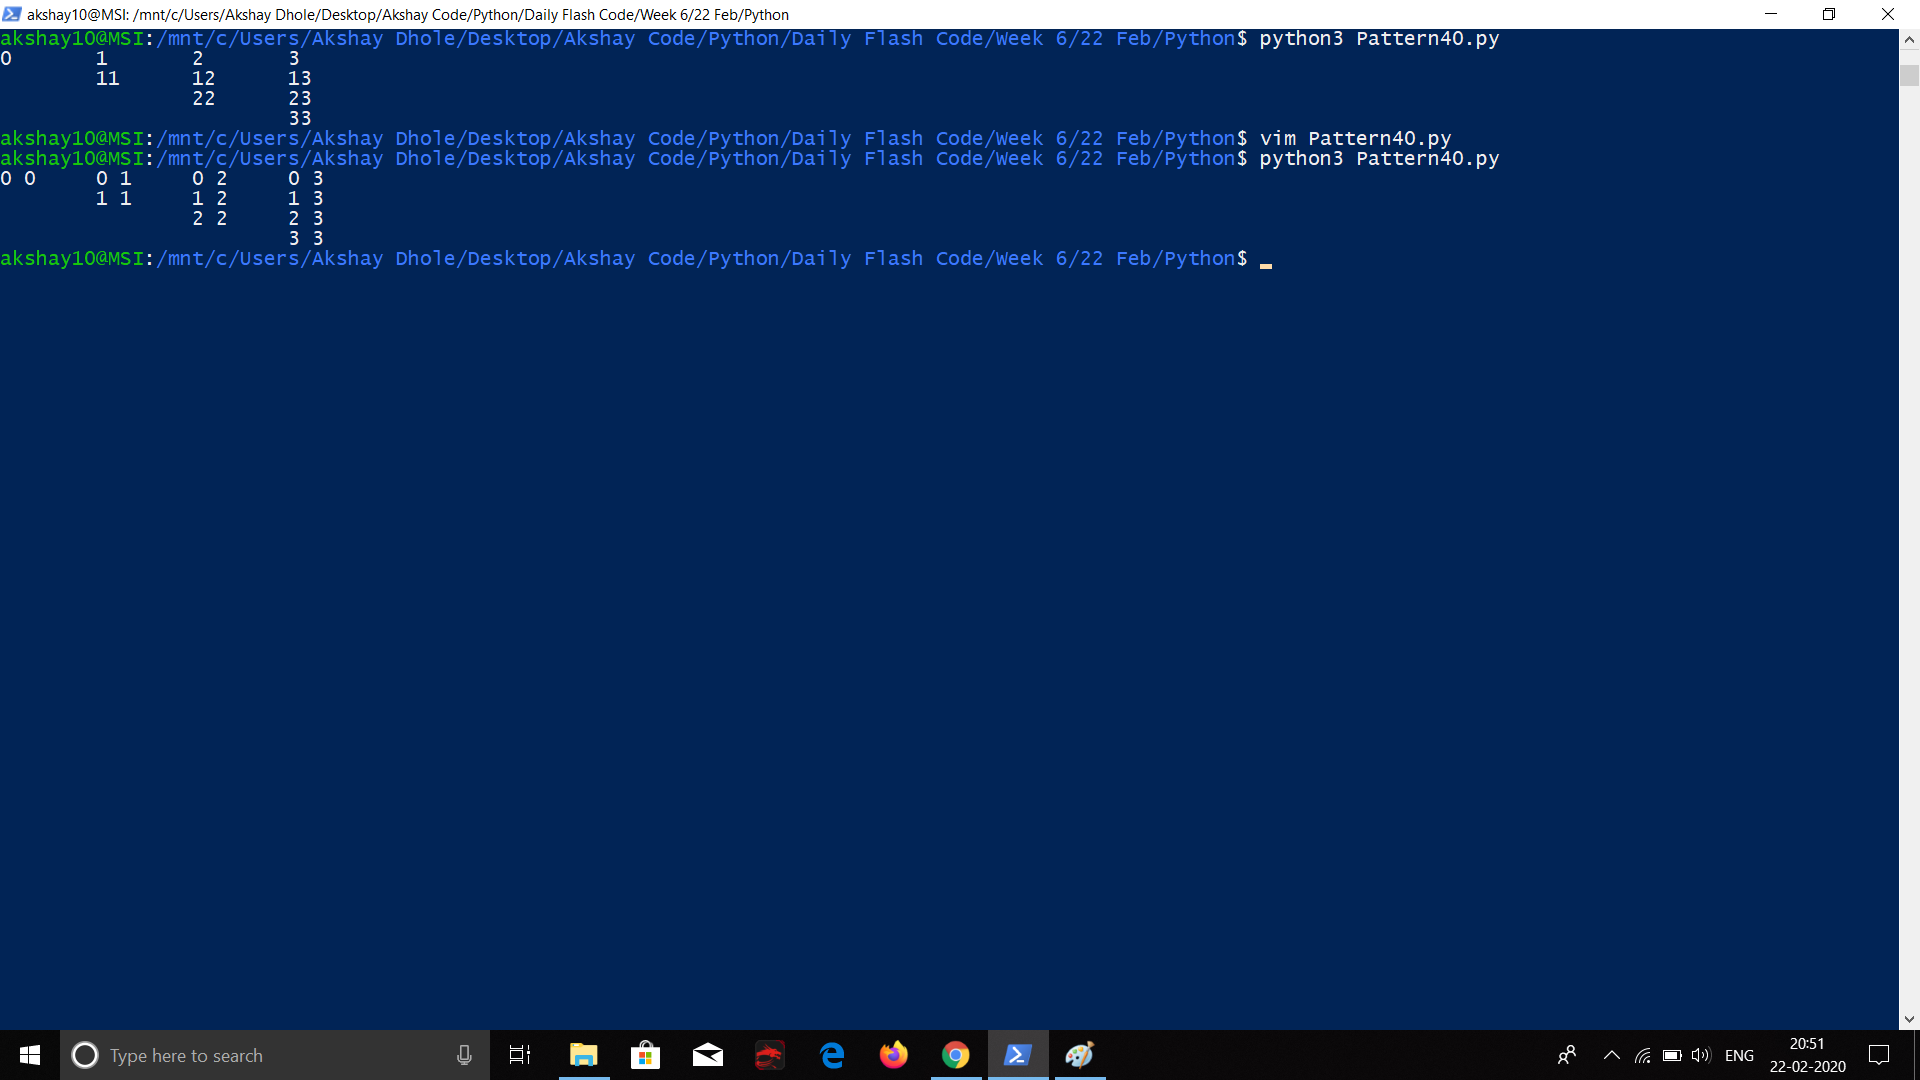 akshay10@MSI: /mnt/c/Users/Akshay Dhole/Desktop/Akshay Code/Python/Daily Flash Code/Week 6/22 Feb/Python
akshay10@MSI:/mnt/c/Users/Akshay Dhole/Desktop/Akshay Code/Python/Daily Flash Code/Week 6/22 Feb/Python$ python3 Pattern40.py
0       1       2       3
        11      12      13
                22      23
                        33
akshay10@MSI:/mnt/c/Users/Akshay Dhole/Desktop/Akshay Code/Python/Daily Flash Code/Week 6/22 Feb/Python$ vim Pattern40.py
akshay10@MSI:/mnt/c/Users/Akshay Dhole/Desktop/Akshay Code/Python/Daily Flash Code/Week 6/22 Feb/Python$ python3 Pattern40.py
0 0     0 1     0 2     0 3
        1 1     1 2     1 3
                2 2     2 3
                        3 3
akshay10@MSI:/mnt/c/Users/Akshay Dhole/Desktop/Akshay Code/Python/Daily Flash Code/Week 6/22 Feb/Python$
Type here to search
ENG
20:51
22-02-2020